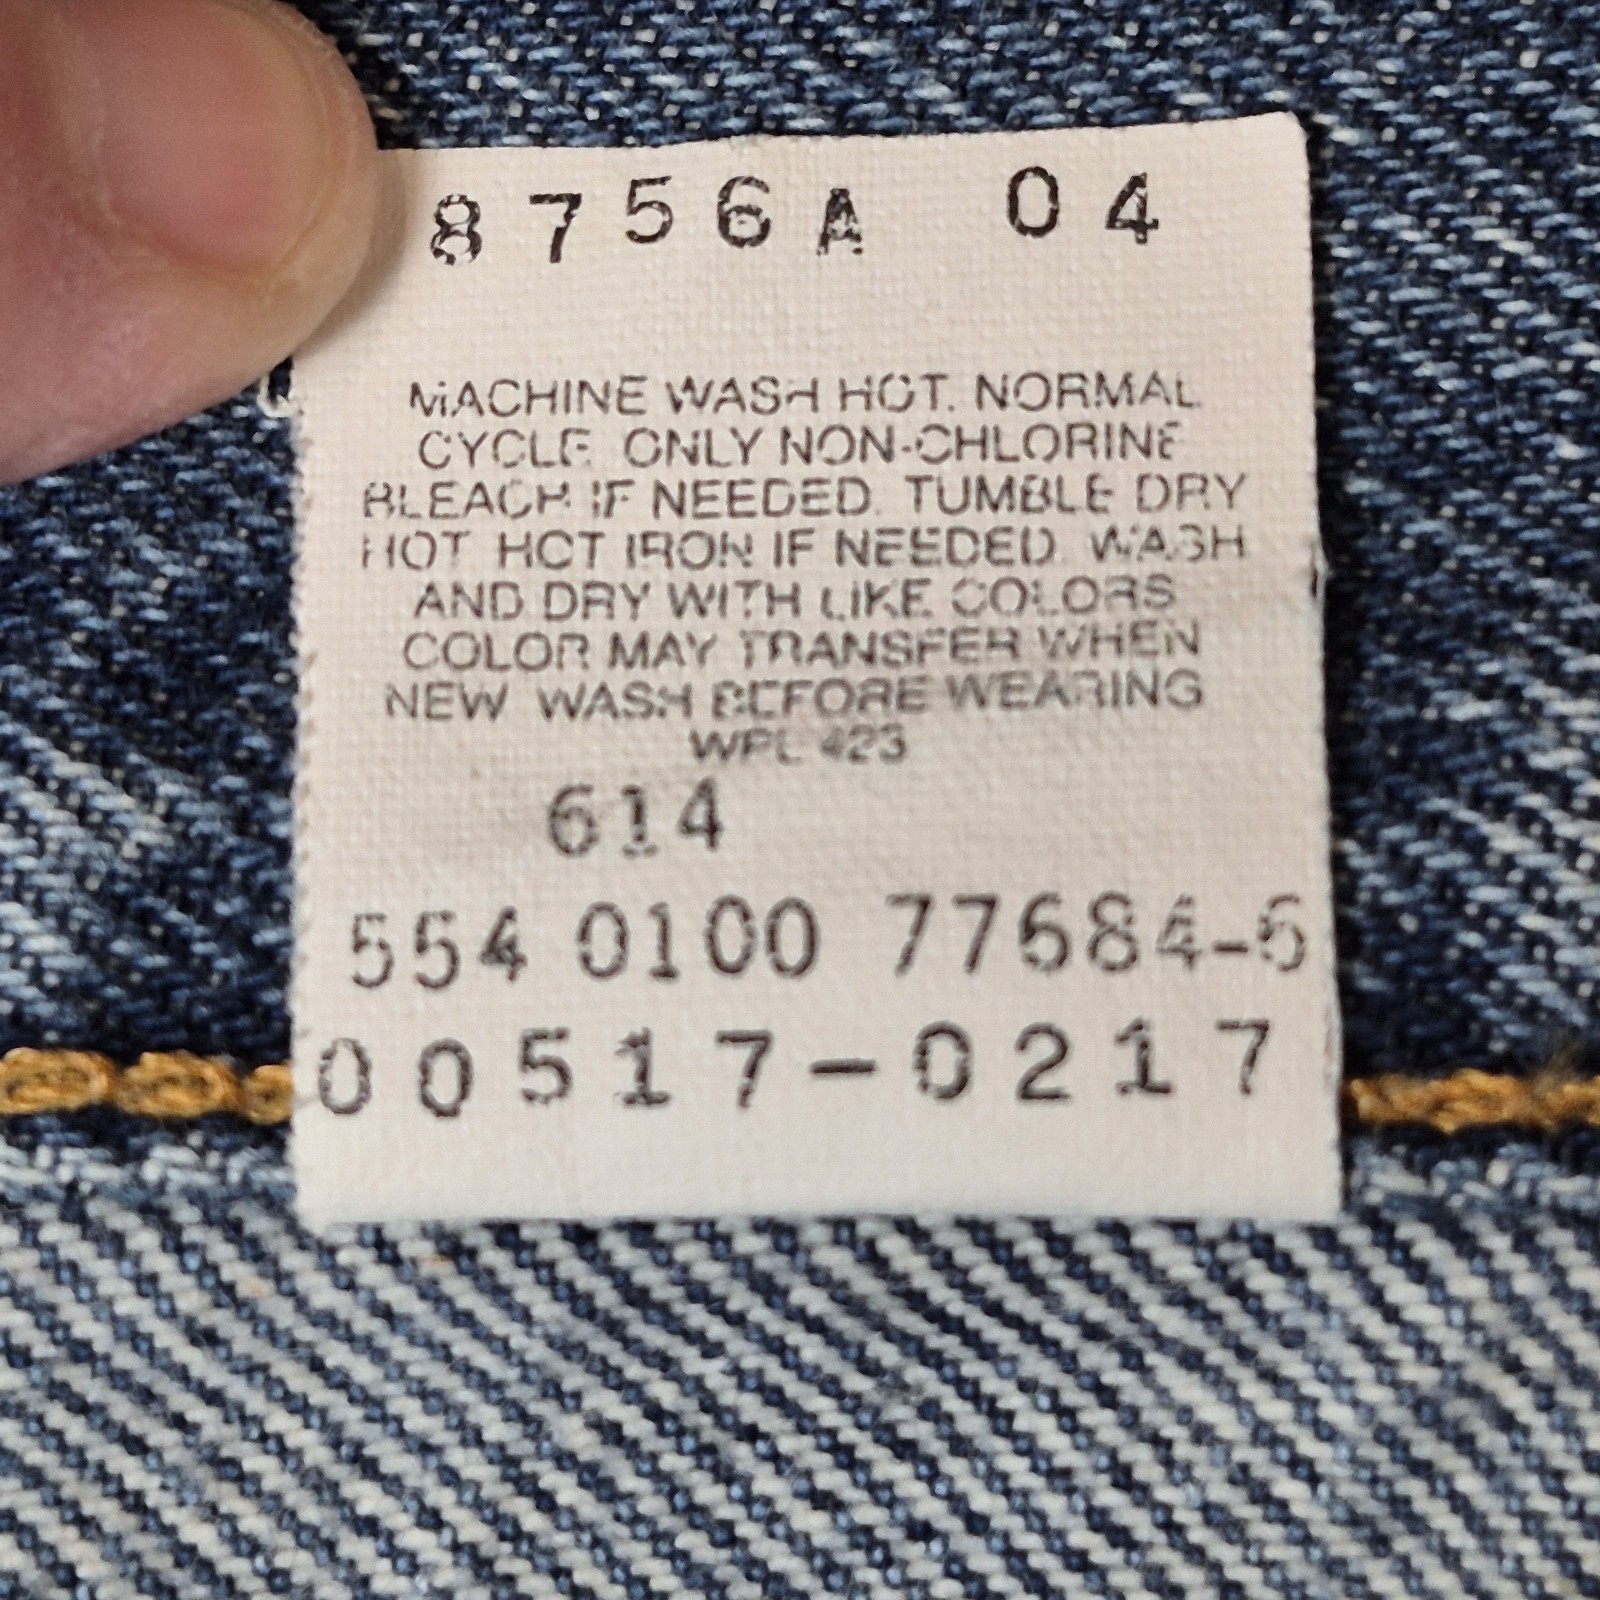 8756A 04
MACHINE WASH HOT. NORMAL
CYCLE. ONLY NON-CHLORINE
BLEACH IF NEEDED. TUMBLE DRY
HOT HOT IRON IF NEEDED. WASH
AND DRY WITH LIKE COLORS
COLOR MAY TRANSFER WHEN
NEW WASH BEFORE WEARING
WPL 423
614
554 0100 77684-6
00517-0217